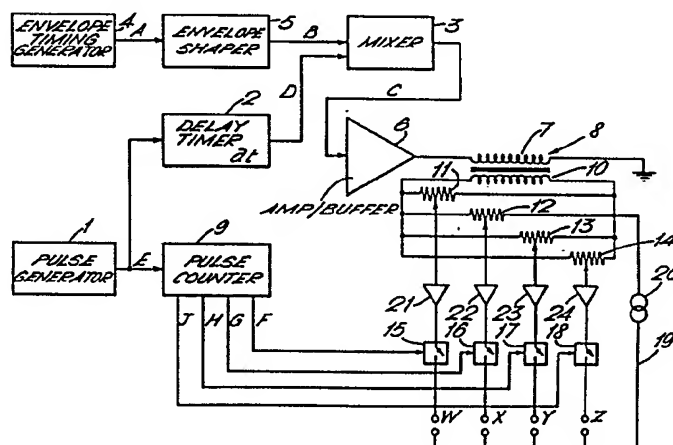 ENVELOPE
TIMING
GENERATOR
4
A
ENVELOPE
SHAPER
5
B
MIXER
3
D
C
2
DELAY
TIMER
∂t
6
AMP/BUFFER
7
8
10
11
12
13
14
1
PULSE
GENERATOR
E
9
PULSE
COUNTER
J
H
G
F
21
22
23
24
20
19
15
16
17
18
W
X
Y
Z